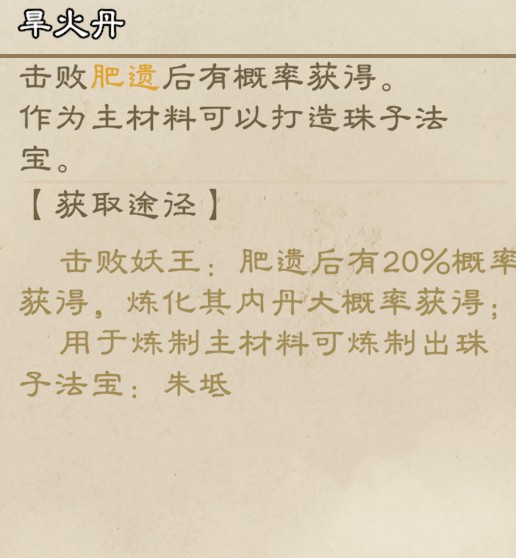 旱火丹
击败肥遗后有概率获得。
作为主材料可以打造珠子法
宝。
【获取途径】
击败妖王：肥遗后有20%概率
获得，炼化其内丹大概率获得；
用于炼制主材料可炼制出珠
子法宝：朱坻